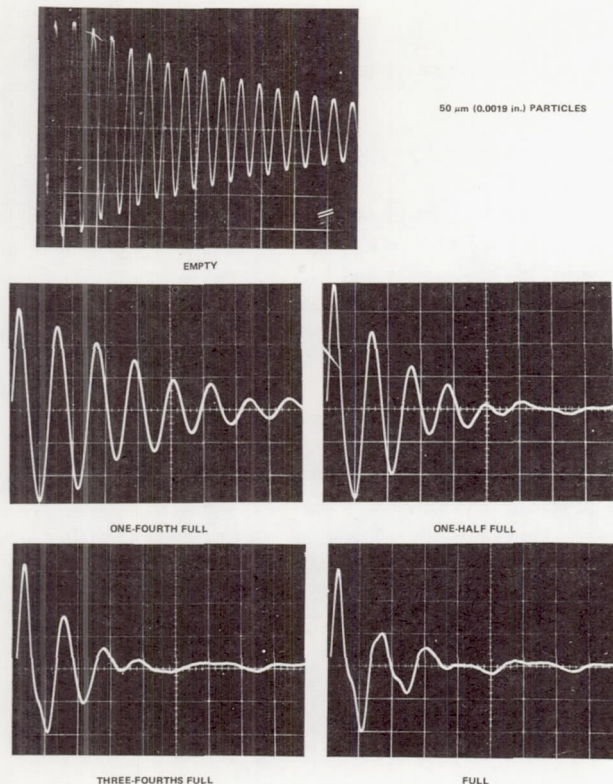 50 μm (0.0019 in.) PARTICLES
EMPTY
ONE-FOURTH FULL
ONE-HALF FULL
THREE-FOURTHS FULL
FULL